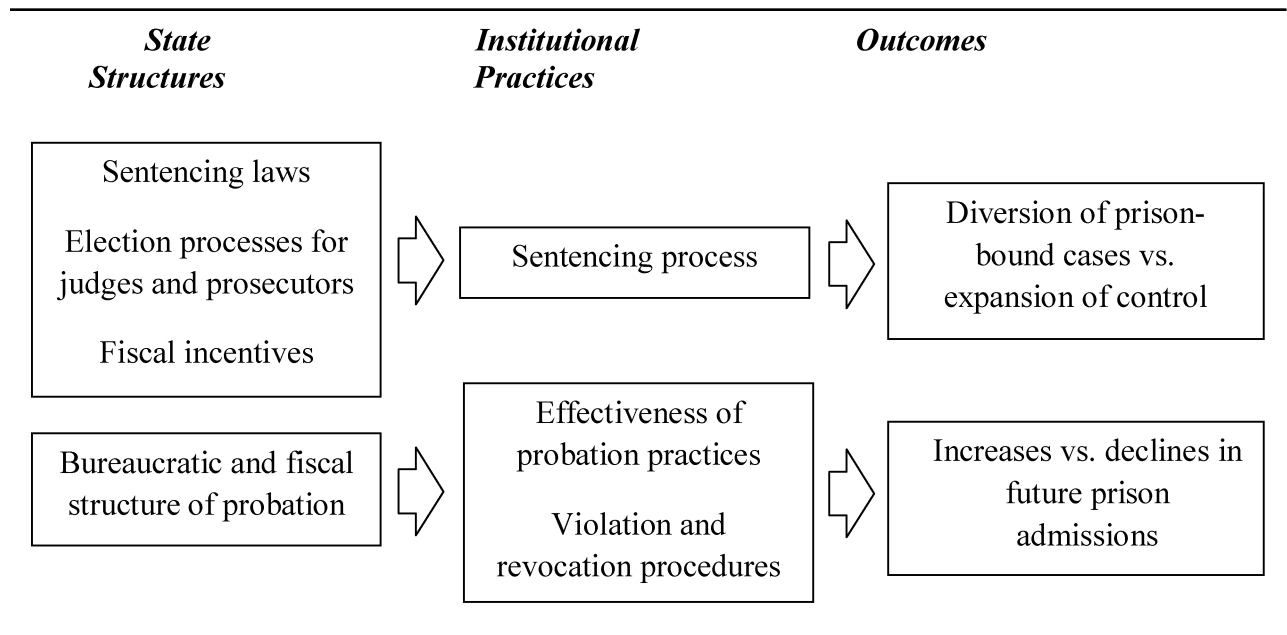 State
Structures
Institutional
Practices
Outcomes
Sentencing laws
Election processes for
judges and prosecutors
Fiscal incentives
Sentencing process
Diversion of prison-
bound cases vs.
expansion of control
Bureaucratic and fiscal
structure of probation
Effectiveness of
probation practices
Violation and
revocation procedures
Increases vs. declines in
future prison
admissions